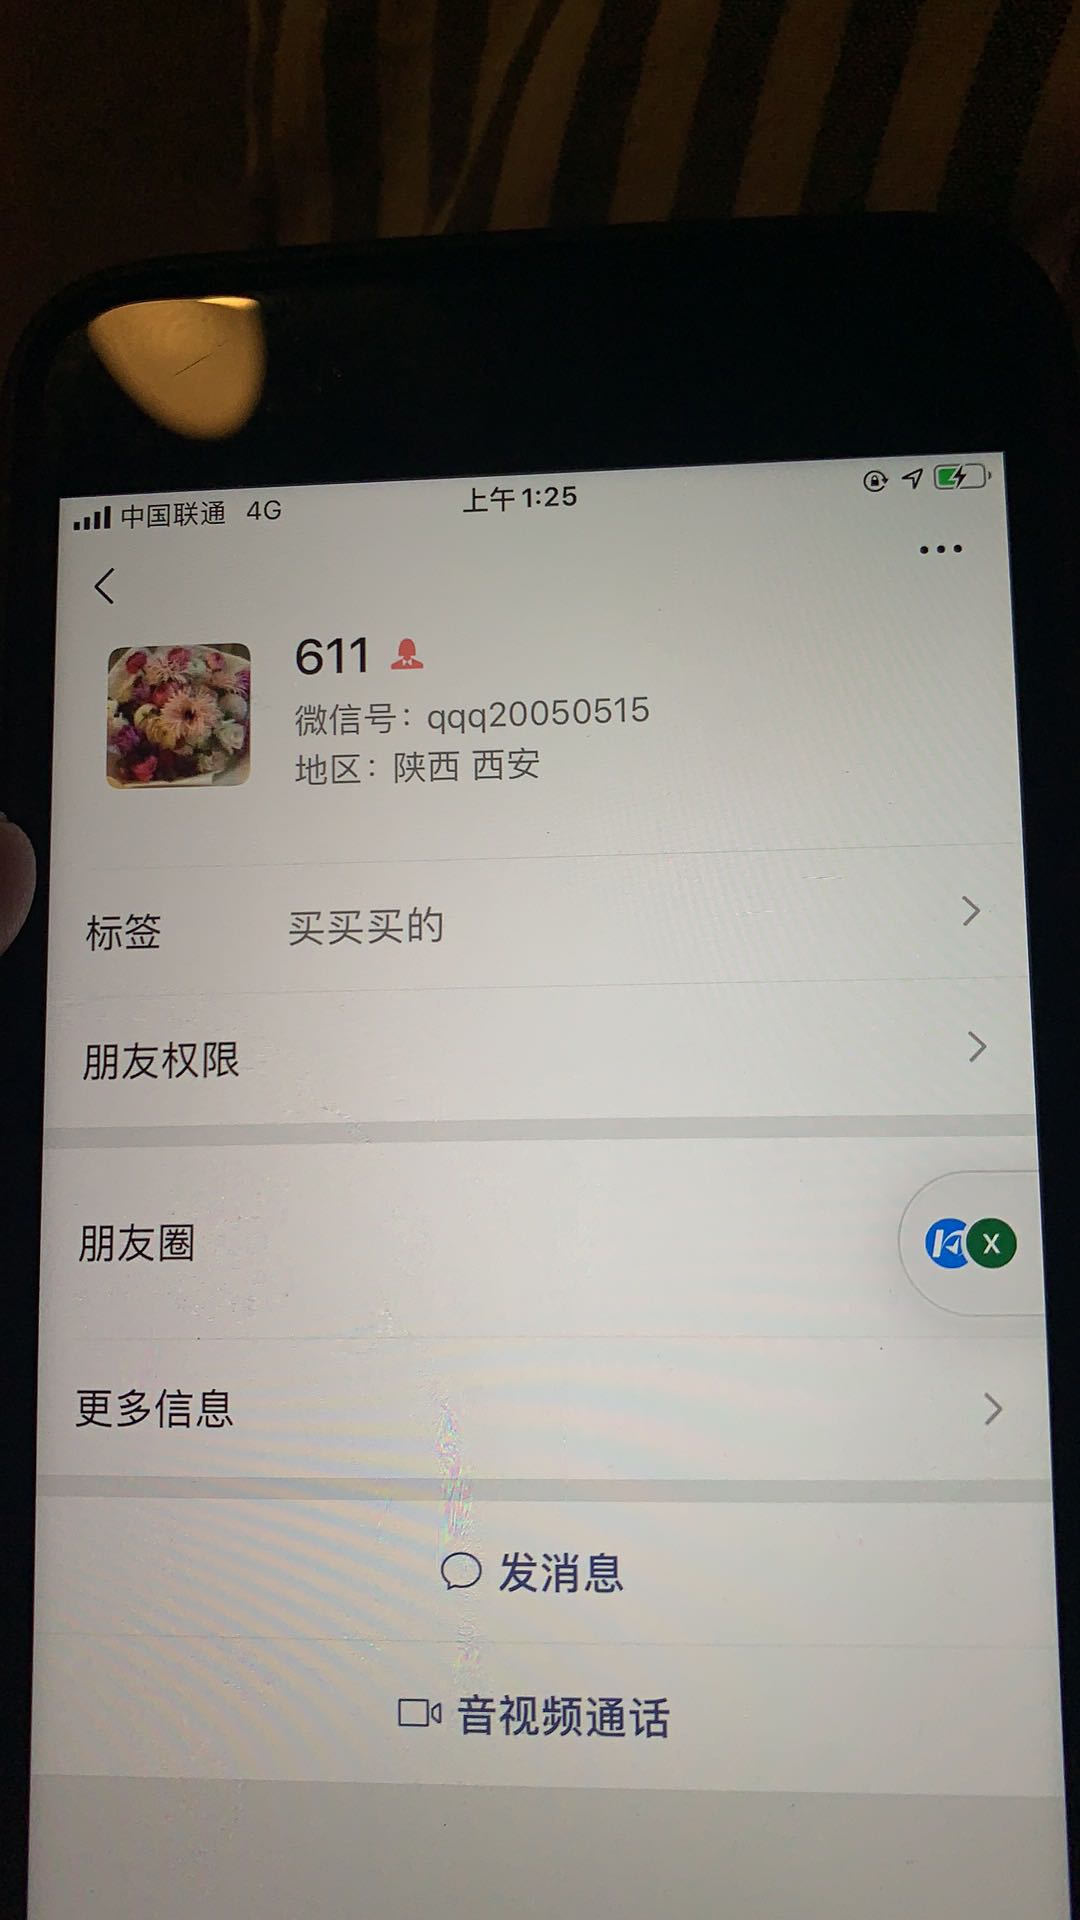 中国联通 4G 上午1:25
611
微信号：qqq20050515
地区：陕西 西安
标签 买买买的
朋友权限
朋友圈
X
更多信息
发消息
音视频通话